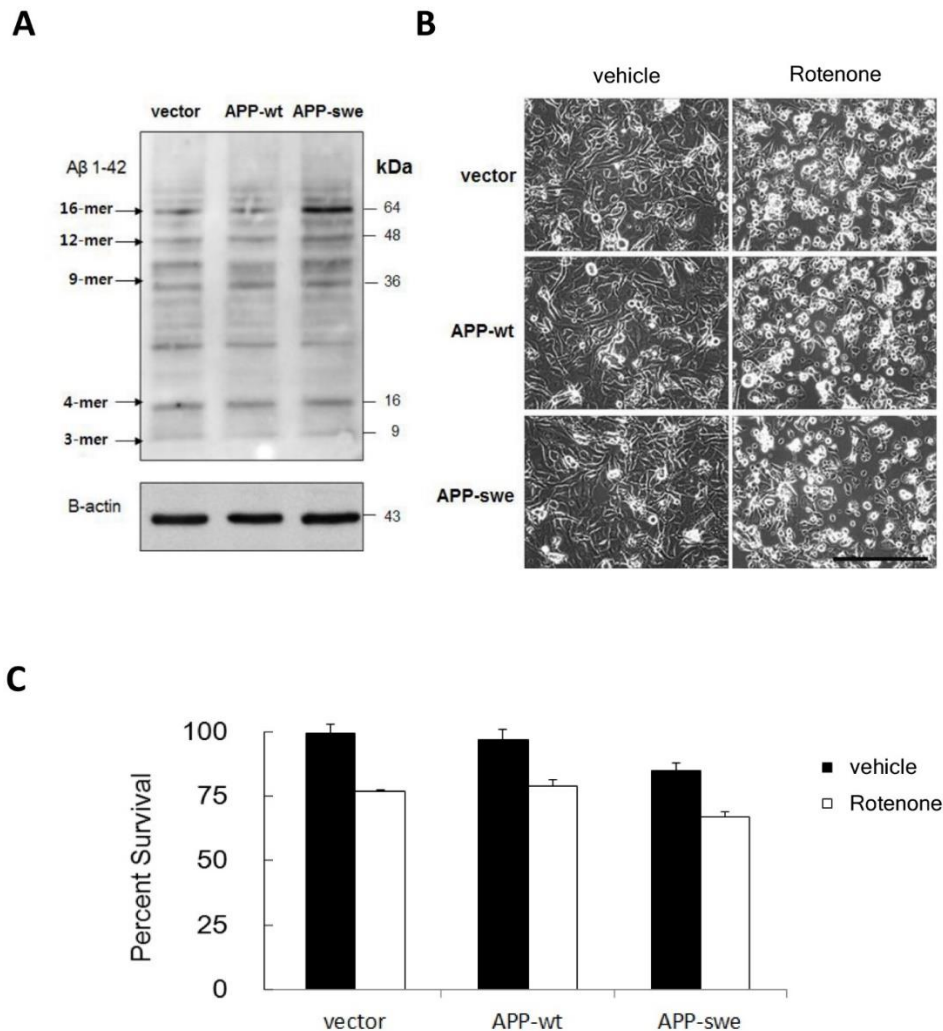 A
vector APP-wt APP-swe
Aβ 1-42
kDa
16-mer
64
12-mer
48
9-mer
36
4-mer
16
3-mer
9
B-actin
43
B
vehicle Rotenone
vector
APP-wt
APP-swe
C
Percent Survival
100
75
50
25
0
vector APP-wt APP-swe
vehicle
Rotenone